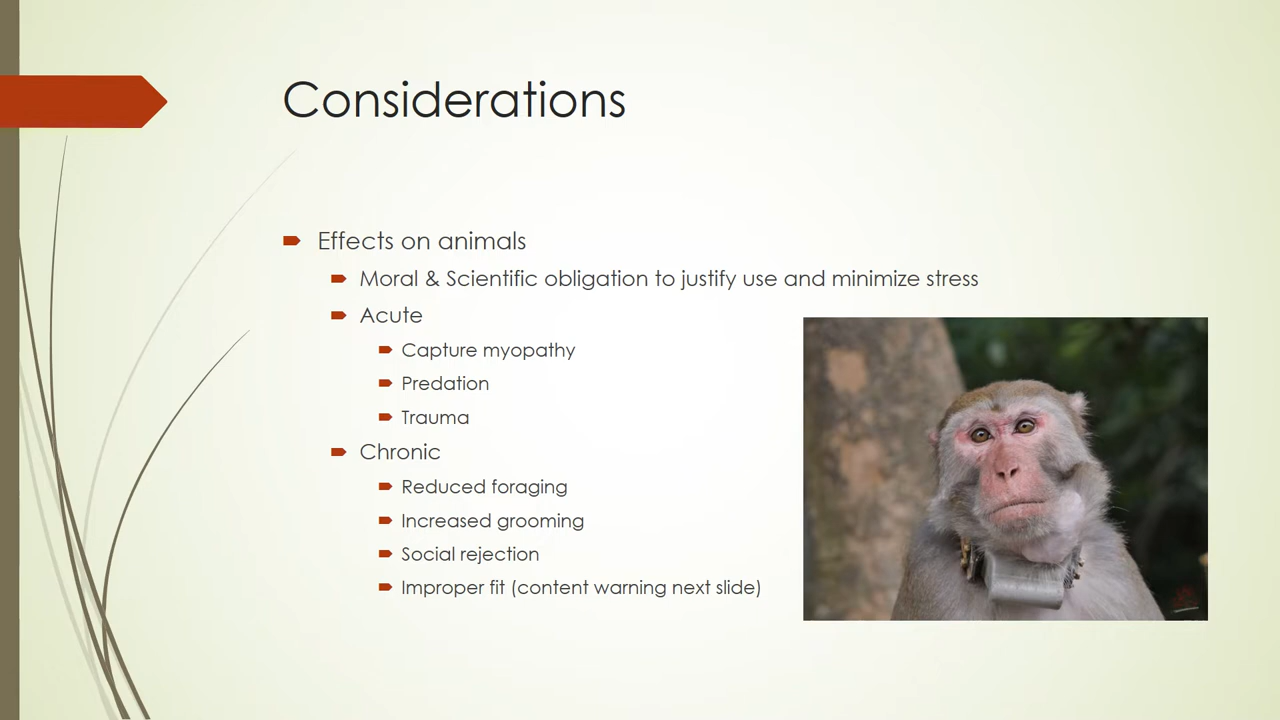 Considerations
Effects on animals
Moral & Scientific obligation to justify use and minimize stress
Acute
Capture myopathy
Predation
Trauma
Chronic
Reduced foraging
Increased grooming
Social rejection
Improper fit (content warning next slide)